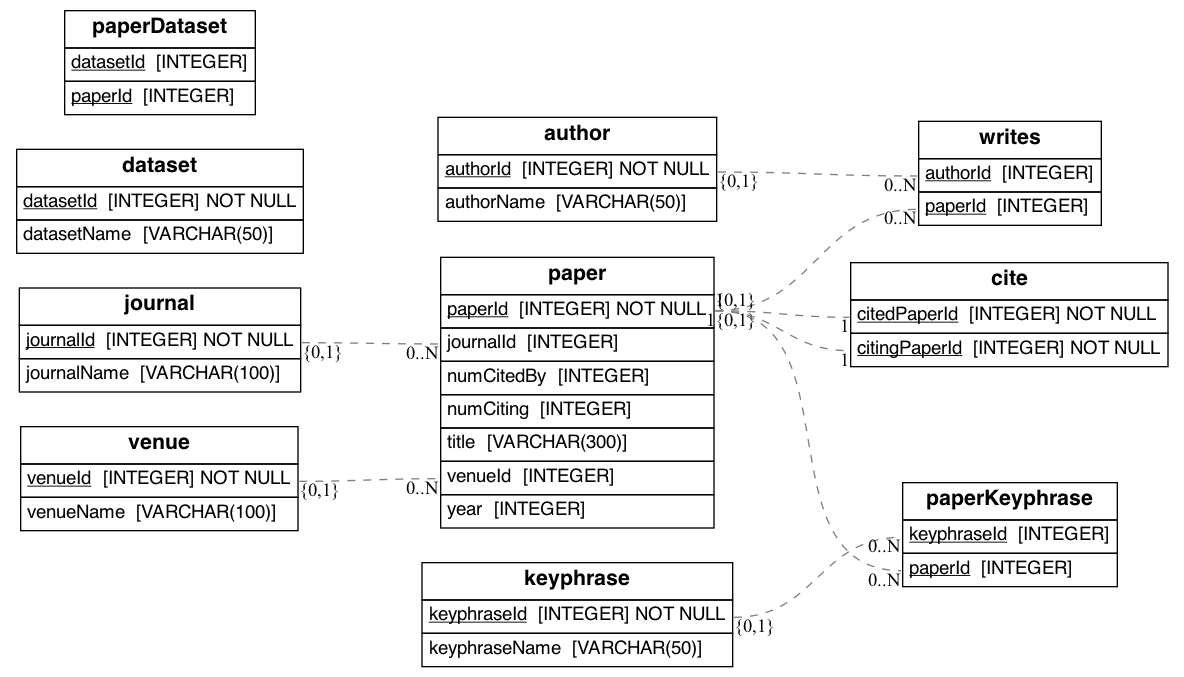 paperDataset
datasetId [INTEGER]
paperId [INTEGER]
dataset
datasetId [INTEGER] NOT NULL
datasetName [VARCHAR(50)]
journal
journalId [INTEGER] NOT NULL
journalName [VARCHAR(100)]
{0,1}
0..N
venue
venueId [INTEGER] NOT NULL
venueName [VARCHAR(100)]
{0,1}
0..N
author
authorId [INTEGER] NOT NULL
authorName [VARCHAR(50)]
{0,1}
0..N
paper
paperId [INTEGER] NOT NULL
journalId [INTEGER]
numCitedBy [INTEGER]
numCiting [INTEGER]
title [VARCHAR(300)]
venueId [INTEGER]
year [INTEGER]
{0,1}
1{0,1}
keyphrase
keyphraseId [INTEGER] NOT NULL
keyphraseName [VARCHAR(50)]
{0,1}
writes
authorId [INTEGER]
paperId [INTEGER]
0..N
cite
citedPaperId [INTEGER] NOT NULL
citingPaperId [INTEGER] NOT NULL
1
1
paperKeyphrase
keyphraseId [INTEGER]
paperId [INTEGER]
0..N
0..N